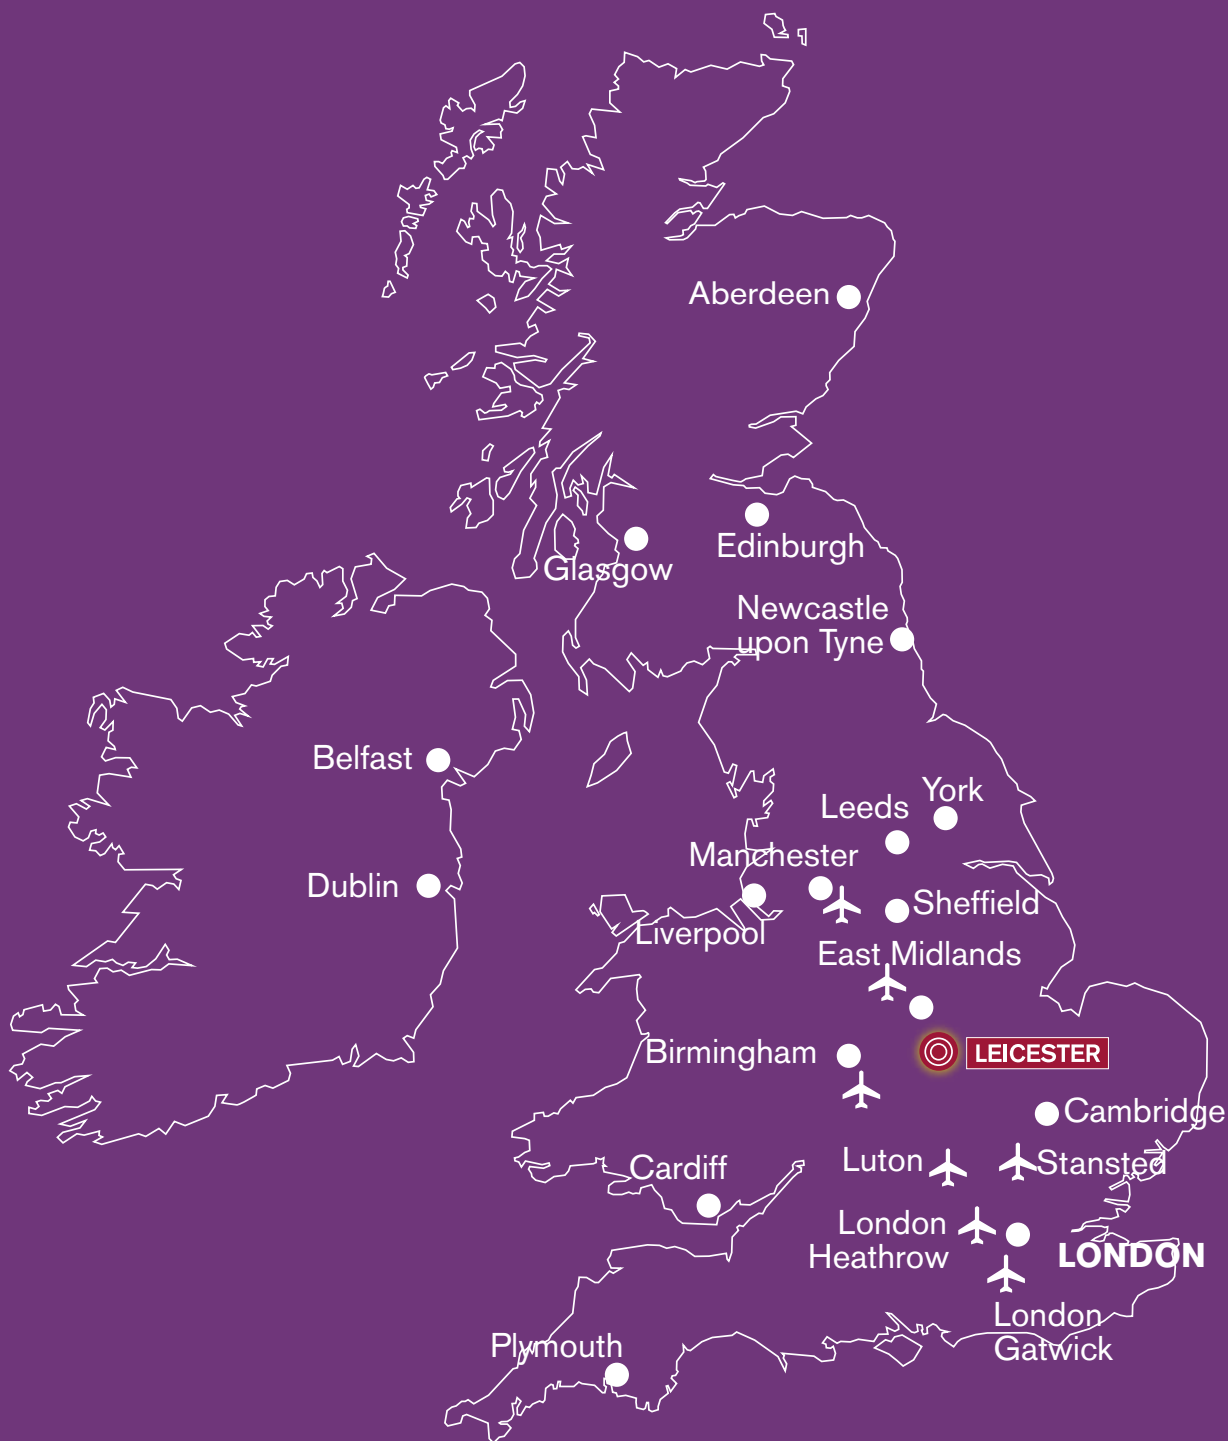 Aberdeen
Edinburgh
Glasgow
Newcastle
upon Tyne
Belfast
York
Leeds
Manchester
Dublin
Sheffield
Liverpool
East Midlands
Birmingham
LEICESTER
Cambridge
Luton
Stansted
Cardiff
London
Heathrow
LONDON
London
Gatwick
Plymouth